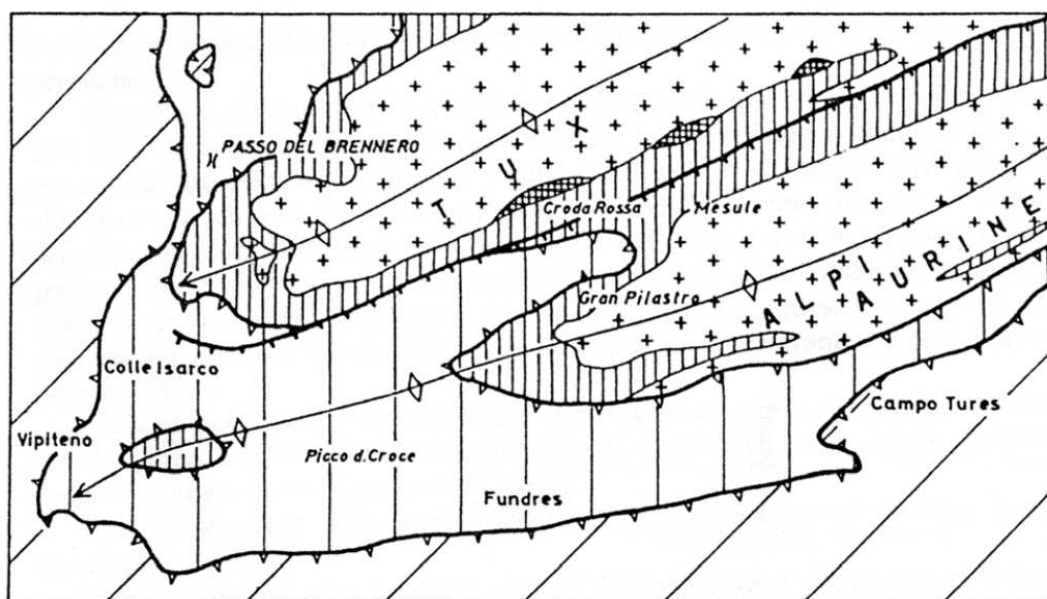 PASSO DEL BRENNERO
TUX
Croda Rossa
Mesule
Gran Pilastro
ALPI
AURINE
Colle Isarco
Campo Tures
Vipiteno
Picco d. Croce
Fundres